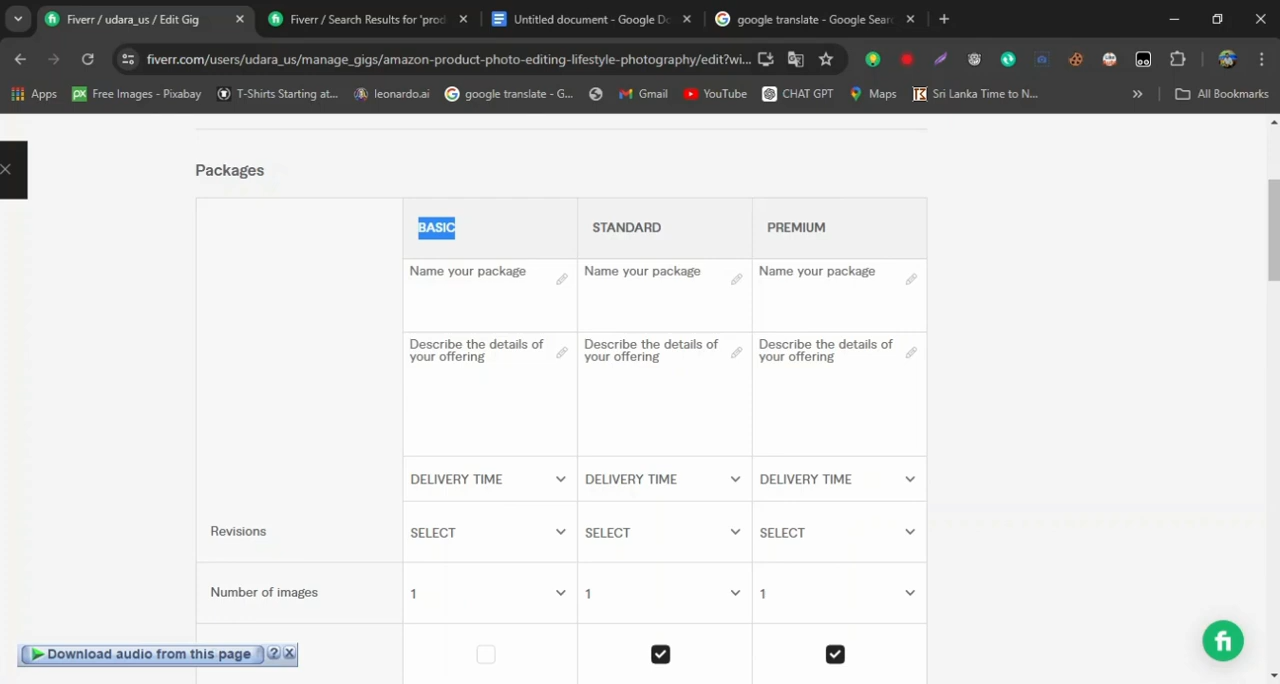 Fiverr / udara_us / Edit Gig
Fiverr / Search Results for 'prod
Untitled document - Google Do
google translate - Google Sear
fiverr.com/users/udara_us/manage_gigs/amazon-product-photo-editing-lifestyle-photography/edit?wi...
Apps
Free Images - Pixabay
T-Shirts Starting at...
leonardo.ai
google translate - G...
Gmail
YouTube
CHAT GPT
Maps
Sri Lanka Time to N...
All Bookmarks
Packages
BASIC STANDARD PREMIUM
Name your package Name your package Name your package
Describe the details of Describe the details of Describe the details of
your offering your offering your offering
DELIVERY TIME DELIVERY TIME DELIVERY TIME
Revisions SELECT SELECT SELECT
Number of images 1 1 1
Download audio from this page ? X
fi